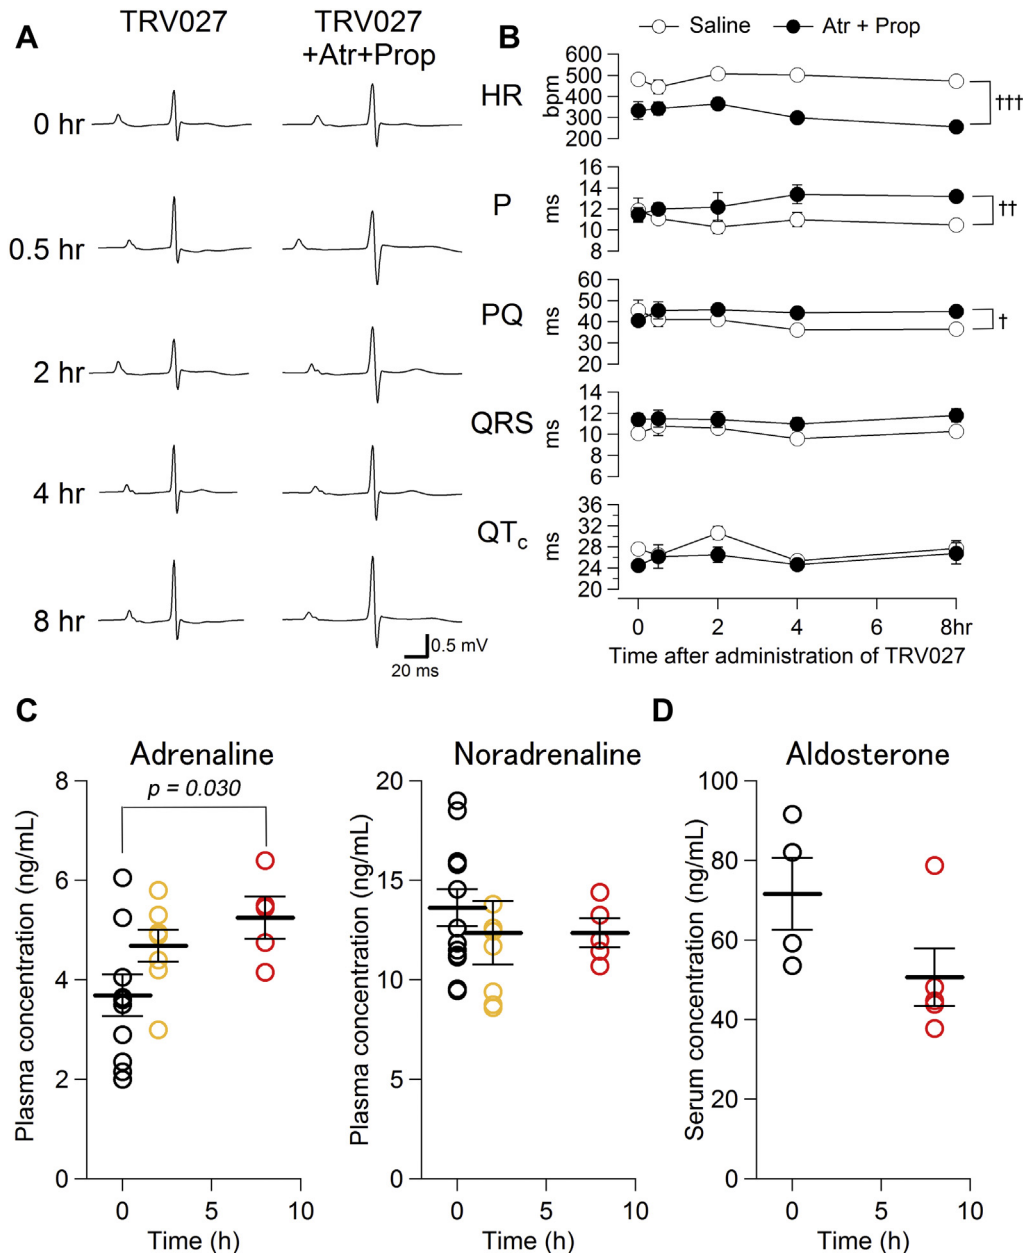 A
TRV027
TRV027
+Atr+Prop
0 hr
0.5 hr
2 hr
4 hr
8 hr
0.5 mV
20 ms
B
Saline
Atr + Prop
HR
bpm
600
500
400
300
200
†††
P
ms
16
14
12
10
8
††
PQ
ms
60
50
40
30
20
†
QRS
ms
14
12
10
8
6
QTc
ms
36
32
28
24
20
0 2 4 6 8hr
Time after administration of TRV027
C
Adrenaline
p = 0.030
Plasma concentration (ng/mL)
8
6
4
2
0
0 5 10
Time (h)
Noradrenaline
Plasma concentration (ng/mL)
20
15
10
5
0
0 5 10
Time (h)
D
Aldosterone
Serum concentration (ng/mL)
100
80
60
40
20
0
0 5 10
Time (h)